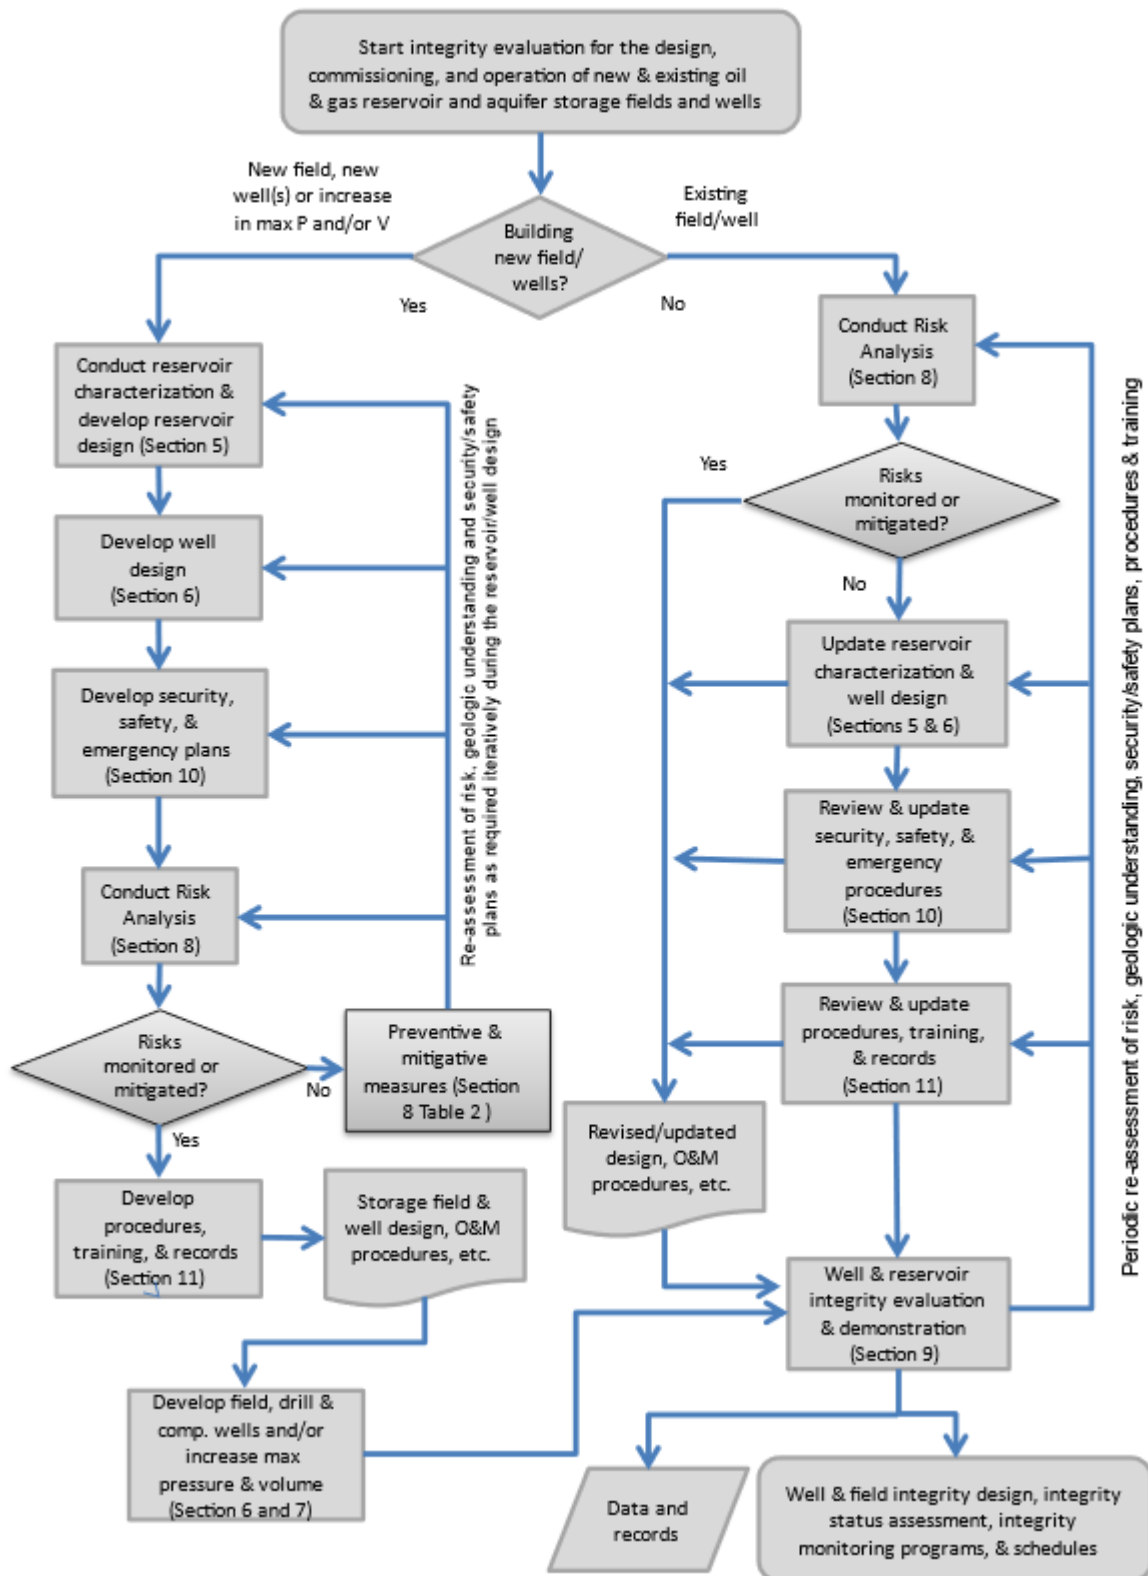 Start integrity evaluation for the design,
commissioning, and operation of new & existing oil
& gas reservoir and aquifer storage fields and wells
New field, new
well(s) or increase
in max P and/or V
Existing
field/well
Building
new field/
wells?
Yes
No
Conduct reservoir
characterization &
develop reservoir
design (Section 5)
Develop well
design
(Section 6)
Develop security,
safety, &
emergency plans
(Section 10)
Conduct Risk
Analysis
(Section 8)
Risks
monitored or
mitigated?
No
Yes
Preventive &
mitigative
measures (Section
8 Table 2 )
Re-assessment of risk, geologic understanding and security/safety
plans as required iteratively during the reservoir/well design
Develop
procedures,
training, & records
(Section 11)
Storage field &
well design, O&M
procedures, etc.
Develop field, drill &
comp. wells and/or
increase max
pressure & volume
(Section 6 and 7)
Conduct Risk
Analysis
(Section 8)
Yes
Risks
monitored or
mitigated?
No
Update reservoir
characterization &
well design
(Sections 5 & 6)
Review & update
security, safety, &
emergency
procedures
(Section 10)
Review & update
procedures, training,
& records
(Section 11)
Revised/updated
design, O&M
procedures, etc.
Well & reservoir
integrity evaluation
& demonstration
(Section 9)
Periodic re-assessment of risk, geologic understanding, security/safety plans, procedures & training
Data and
records
Well & field integrity design, integrity
status assessment, integrity
monitoring programs, & schedules